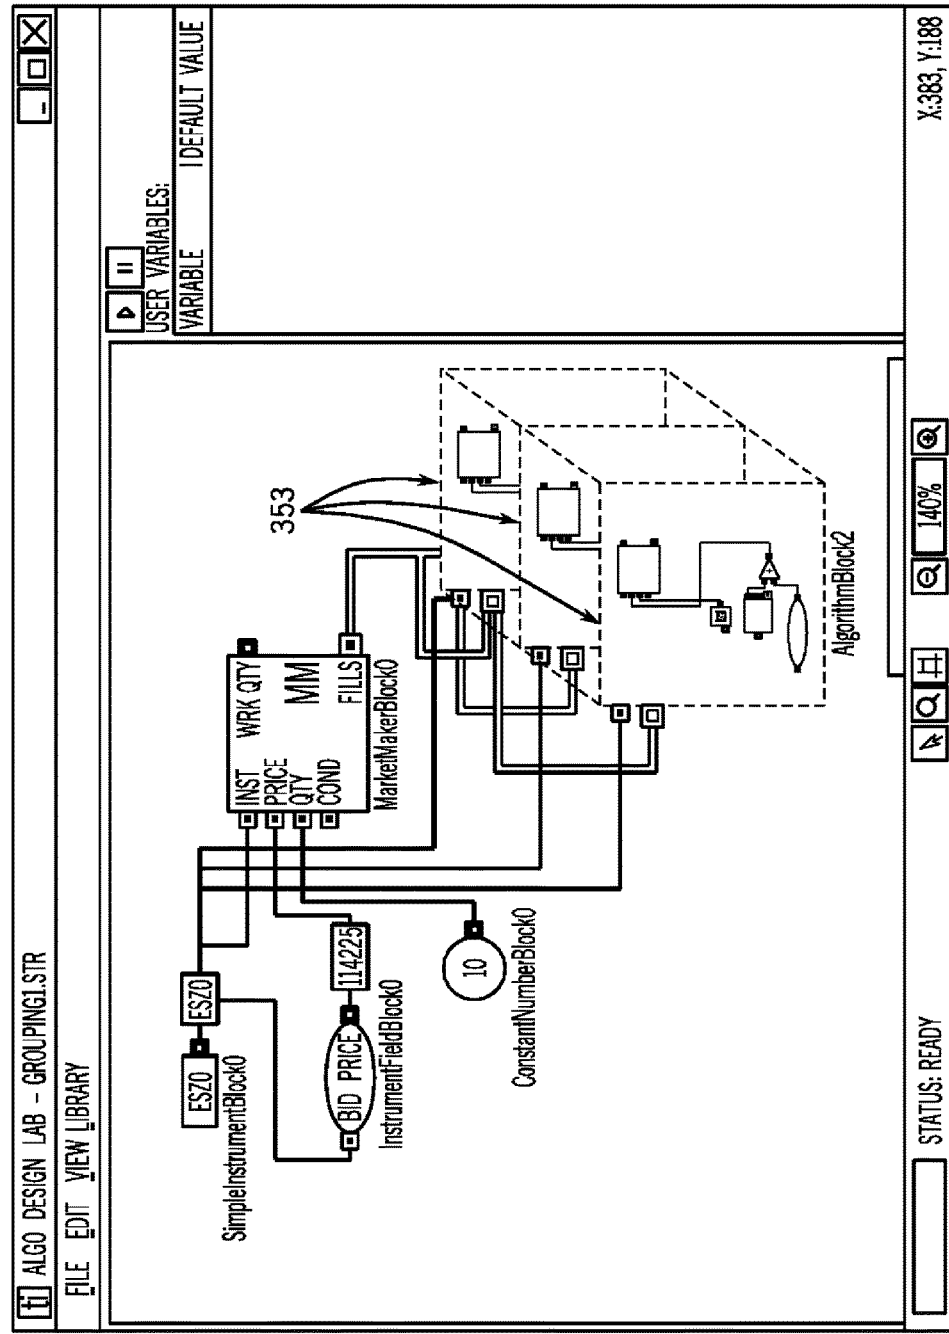 ti ALGO DESIGN LAB - GROUPING1.STR
FILE EDIT VIEW LIBRARY
USER VARIABLES:
VARIABLE | DEFAULT VALUE
ESZ0
SimpleInstrumentBlock0
ESZ0
BID PRICE
InstrumentFieldBlock0
114225
10
ConstantNumberBlock0
INST
PRICE
QTY
COND
WRK QTY
MM
FILLS
MarketMakerBlock0
353
AlgorithmBlock2
STATUS: READY
140%
X:383, Y:188